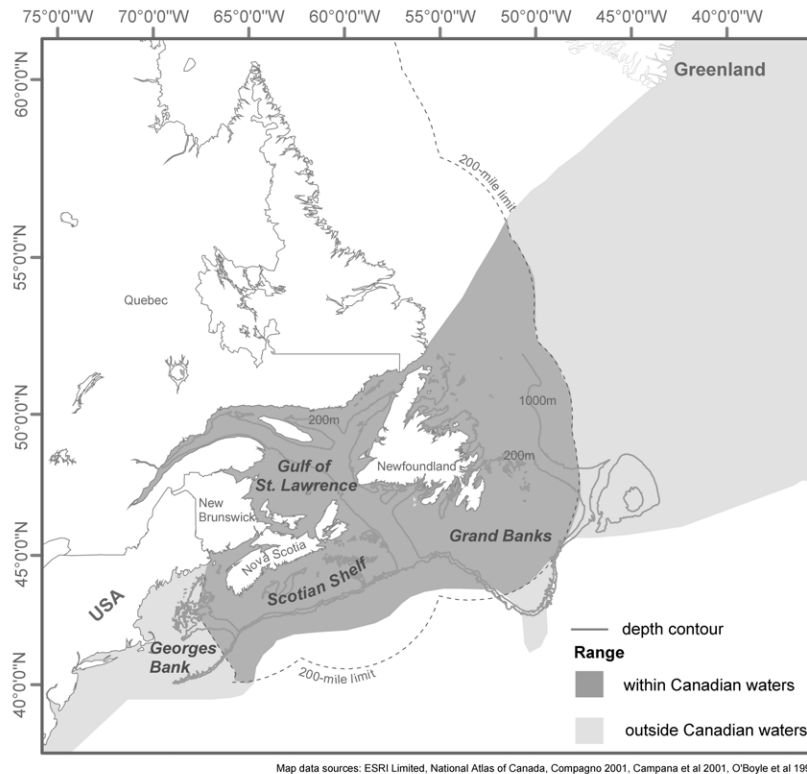 75°0'0"W 70°0'0"W 65°0'0"W 60°0'0"W 55°0'0"W 50°0'0"W 45°0'0"W 40°0'0"W
60°0'0"N
Greenland
200-mile limit
55°0'0"N
Quebec
1000m
50°0'0"N
200m
200m
Gulf of
St. Lawrence
Newfoundland
New
Brunswick
Grand Banks
45°0'0"N
Nova Scotia
Scotian Shelf
USA
Georges
Bank
200-mile limit
40°0'0"N
depth contour
Range
within Canadian waters
outside Canadian waters
Map data sources: ESRI Limited, National Atlas of Canada, Compagno 2001, Campana et al 2001, O'Boyle et al 199